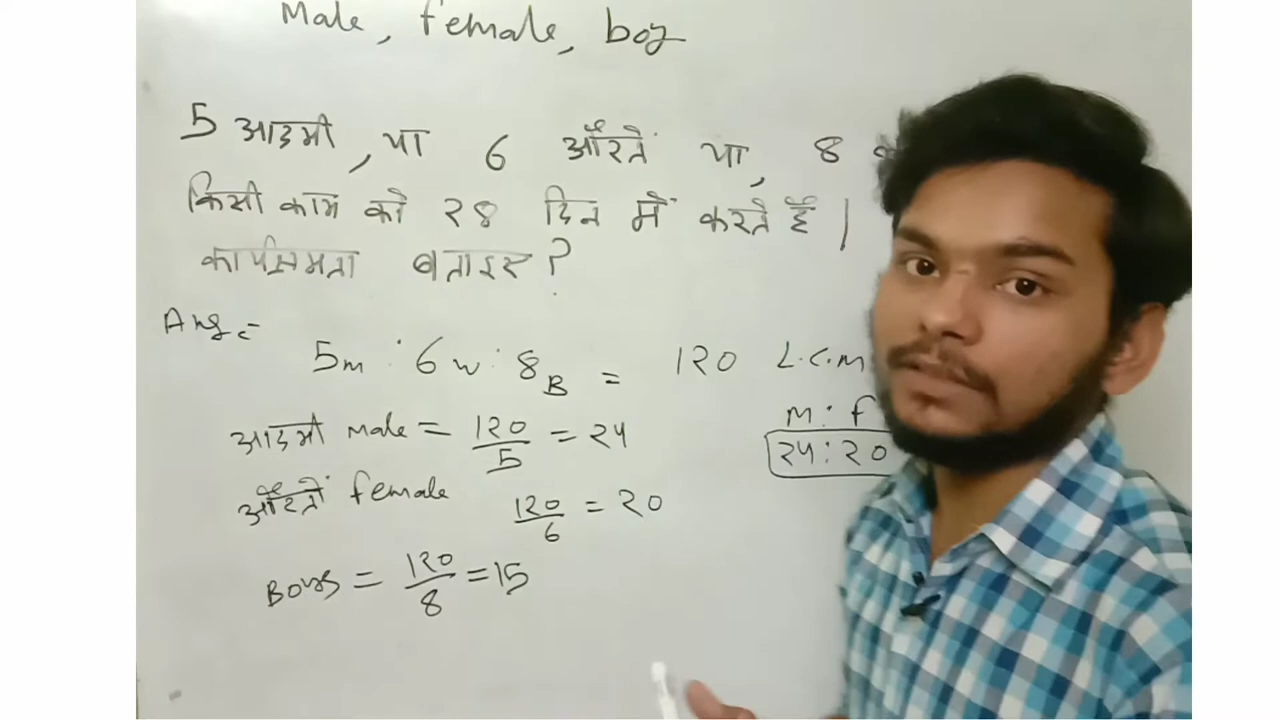 Male, female, boy
5 आदमी, या 6 औरतें या, 8
किसी काम को २8 दिन में करते हैं |
कार्यक्षमता बताइए ?
Ans =
5m : 6w : 8B = 120 L.C.M
आदमी male = 120/5 = 24
M : f
24 : 20
औरतें female 120/6 = 20
Boys = 120/8 = 15